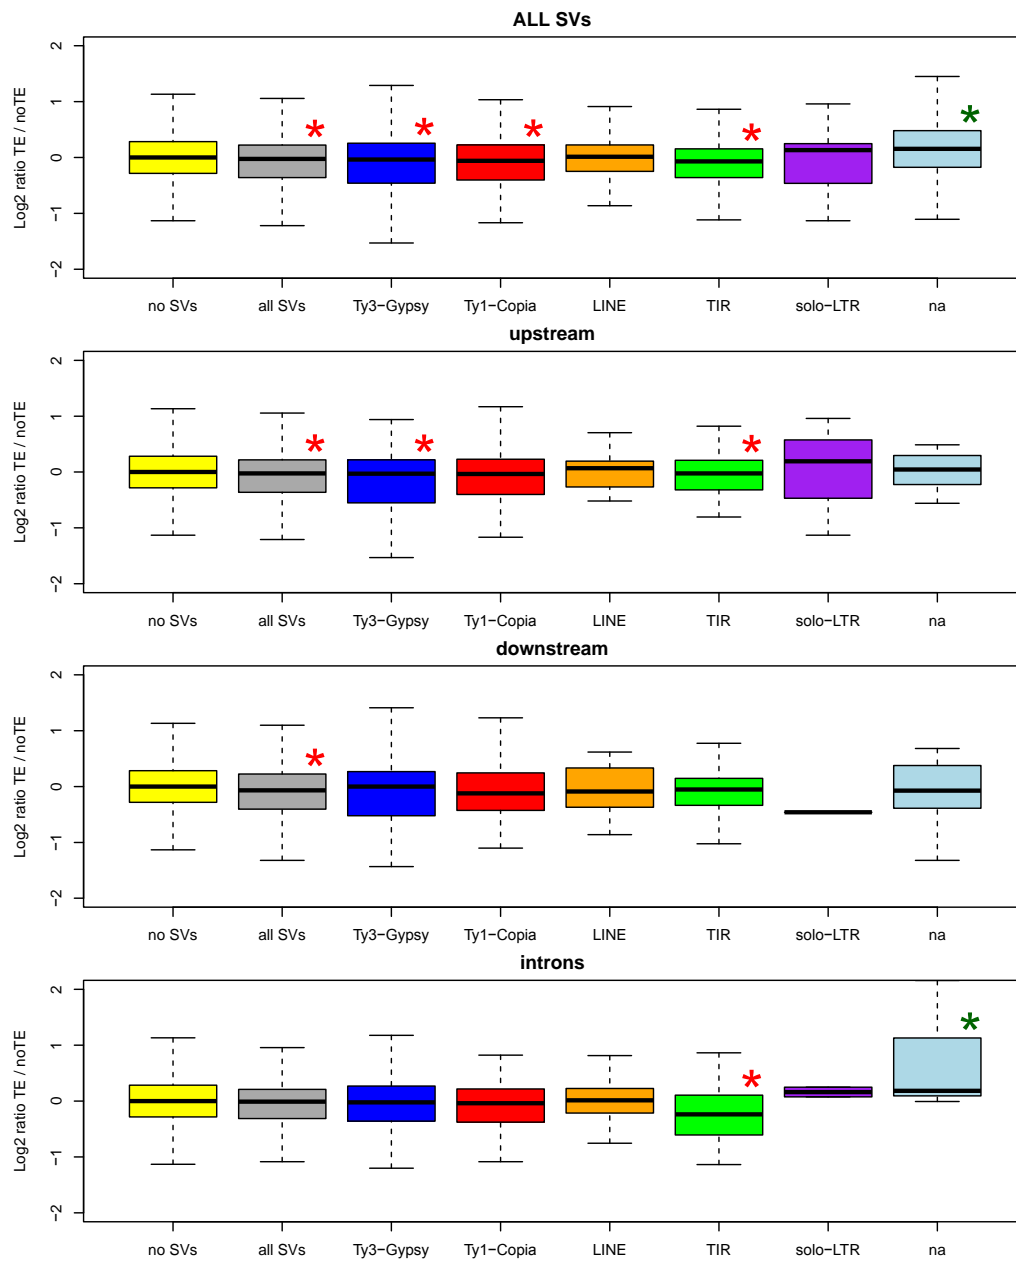 ALL SVs
Log2 ratio TE / noTE
2
1
0
−1
−2
no SVs all SVs Ty3−Gypsy Ty1−Copia LINE TIR solo−LTR na
* * * * *
upstream
Log2 ratio TE / noTE
2
1
0
−1
−2
no SVs all SVs Ty3−Gypsy Ty1−Copia LINE TIR solo−LTR na
* * *
downstream
Log2 ratio TE / noTE
2
1
0
−1
−2
no SVs all SVs Ty3−Gypsy Ty1−Copia LINE TIR solo−LTR na
*
introns
Log2 ratio TE / noTE
2
1
0
−1
−2
no SVs all SVs Ty3−Gypsy Ty1−Copia LINE TIR solo−LTR na
* *